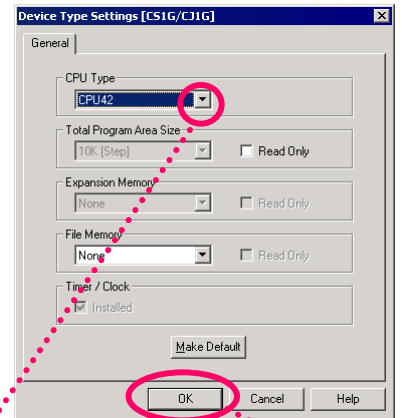 Device Type Settings [CS1G/CJ1G]
General
CPU Type
CPU42
Total Program Area Size
10K [Step]
Read Only
Expansion Memory
None
Read Only
File Memory
None
Read Only
Timer / Clock
Installed
Make Default
OK Cancel Help